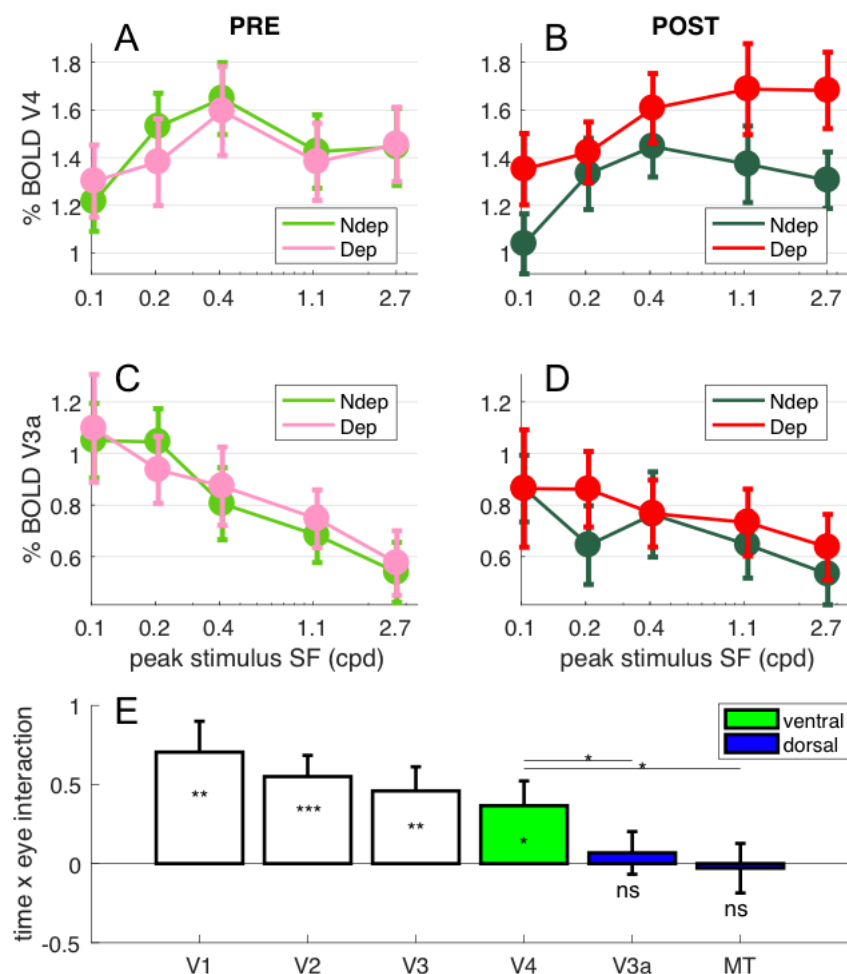 A PRE
% BOLD V4
1.8
1.6
1.4
1.2
1
Ndep
Dep
0.1 0.2 0.4 1.1 2.7
B POST
1.8
1.6
1.4
1.2
1
Ndep
Dep
0.1 0.2 0.4 1.1 2.7
C
% BOLD V3a
1.2
1
0.8
0.6
Ndep
Dep
0.1 0.2 0.4 1.1 2.7
peak stimulus SF (cpd)
D
1.2
1
0.8
0.6
Ndep
Dep
0.1 0.2 0.4 1.1 2.7
peak stimulus SF (cpd)
E
time x eye interaction
1
0.5
0
-0.5
ventral
dorsal
* 
*
** *** ** * ns ns
V1 V2 V3 V4 V3a MT